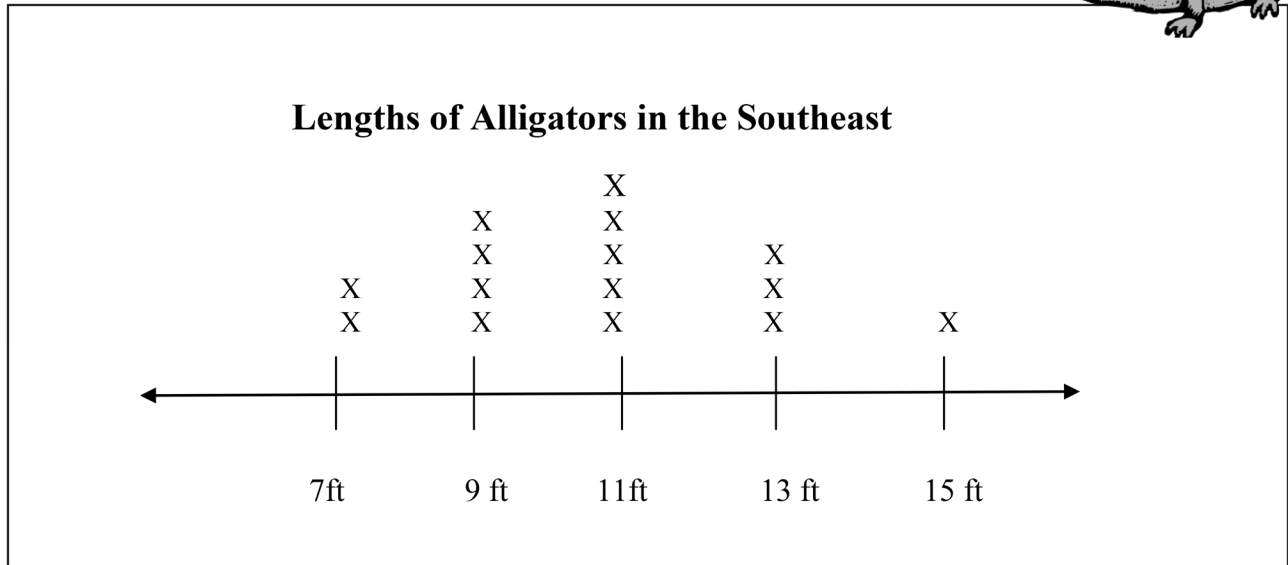 Lengths of Alligators in the Southeast
X
X X
X X X
X X X X
X X X X X
7ft 9 ft 11ft 13 ft 15 ft